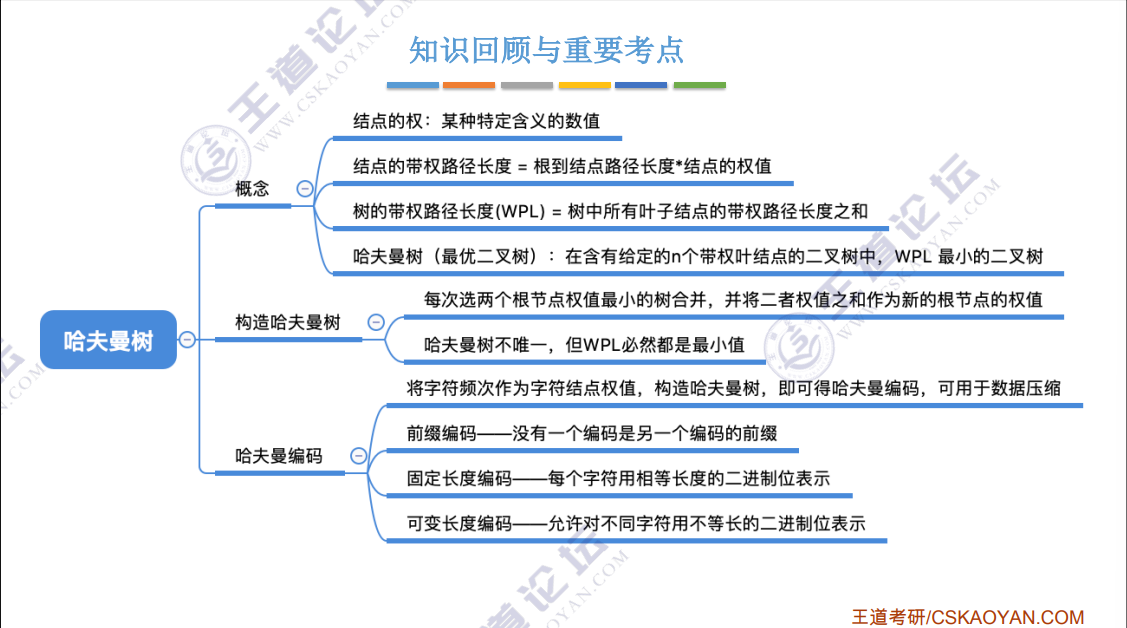 知识回顾与重要考点
结点的权：某种特定含义的数值
结点的带权路径长度 = 根到结点路径长度*结点的权值
概念
树的带权路径长度(WPL) = 树中所有叶子结点的带权路径长度之和
哈夫曼树（最优二叉树）：在含有给定的n个带权叶结点的二叉树中，WPL 最小的二叉树
每次选两个根节点权值最小的树合并，并将二者权值之和作为新的根节点的权值
构造哈夫曼树
哈夫曼树
哈夫曼树不唯一，但WPL必然都是最小值
将字符频次作为字符结点权值，构造哈夫曼树，即可得哈夫曼编码，可用于数据压缩
前缀编码——没有一个编码是另一个编码的前缀
哈夫曼编码
固定长度编码——每个字符用相等长度的二进制位表示
可变长度编码——允许对不同字符用不等长的二进制位表示
王道论坛
WWW.CSKAOYAN.COM
王道考研/CSKAOYAN.COM